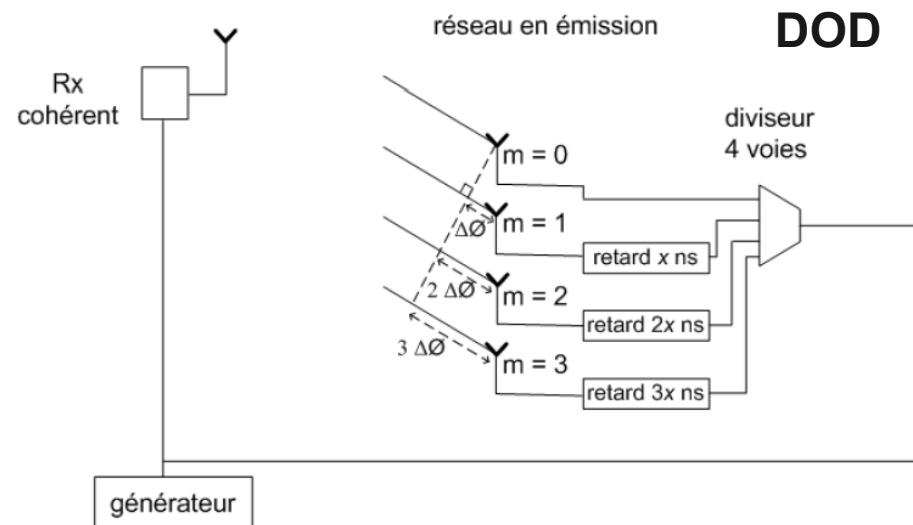 réseau en émission
DOD
Rx
cohérent
diviseur
4 voies
m = 0
m = 1
ΔØ
retard x ns
m = 2
2 ΔØ
retard 2x ns
m = 3
3 ΔØ
retard 3x ns
générateur